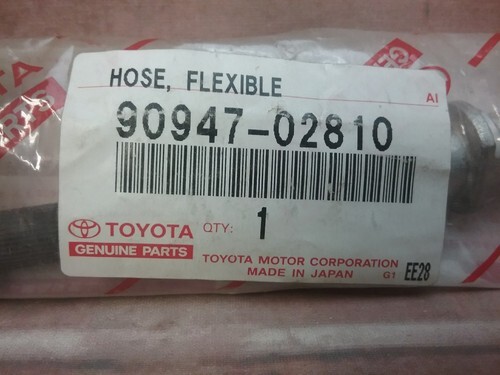 HOSE, FLEXIBLE
AI
90947-02810
TOYOTA QTY: 1
GENUINE PARTS
TOYOTA MOTOR CORPORATION
MADE IN JAPAN G1 EE28